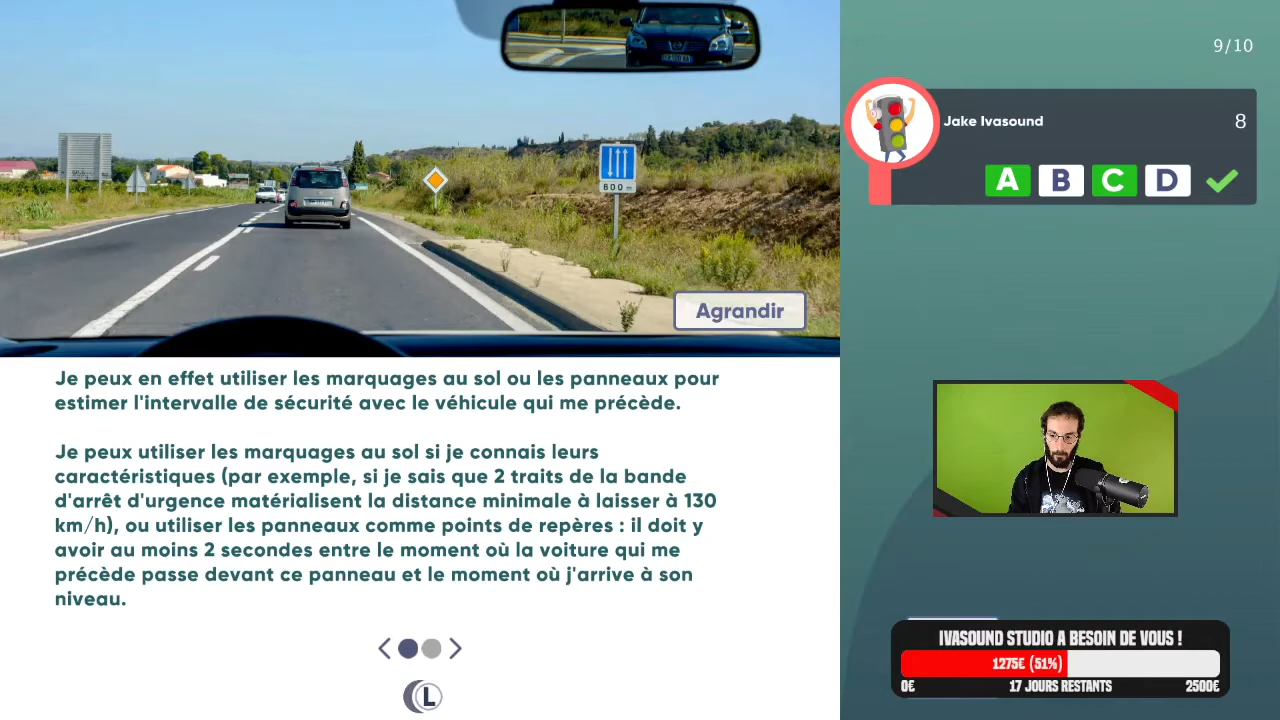 9/10
Jake Ivasound
8
A B C D
800 m
Agrandir
Je peux en effet utiliser les marquages au sol ou les panneaux pour
estimer l'intervalle de sécurité avec le véhicule qui me précède.
Je peux utiliser les marquages au sol si je connais leurs
caractéristiques (par exemple, si je sais que 2 traits de la bande
d'arrêt d'urgence matérialisent la distance minimale à laisser à 130
km/h), ou utiliser les panneaux comme points de repères : il doit y
avoir au moins 2 secondes entre le moment où la voiture qui me
précède passe devant ce panneau et le moment où j'arrive à son
niveau.
L
IVASOUND STUDIO A BESOIN DE VOUS !
1275€ (51%)
0€ 17 JOURS RESTANTS 2500€